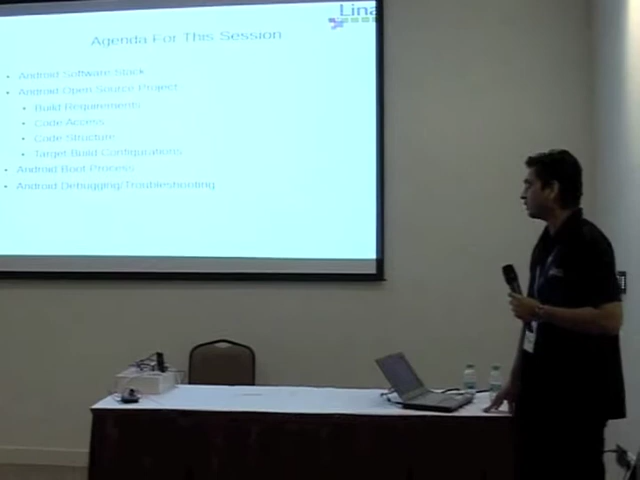 Lina
Agenda For This Session
• Android Software Stack
• Android Open Source Project
• Build Requirements
• Code Access
• Code Structure
• Target Build Configurations
• Android Boot Process
• Android Debugging/Troubleshooting